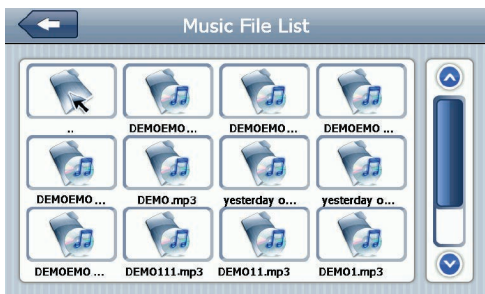 Music File List
.. DEMOEMO... DEMOEMO... DEMOEMO ...
DEMOEMO ... DEMO.mp3 yesterday o... yesterday o...
DEMOEMO ... DEMO111.mp3 DEMO11.mp3 DEMO1.mp3